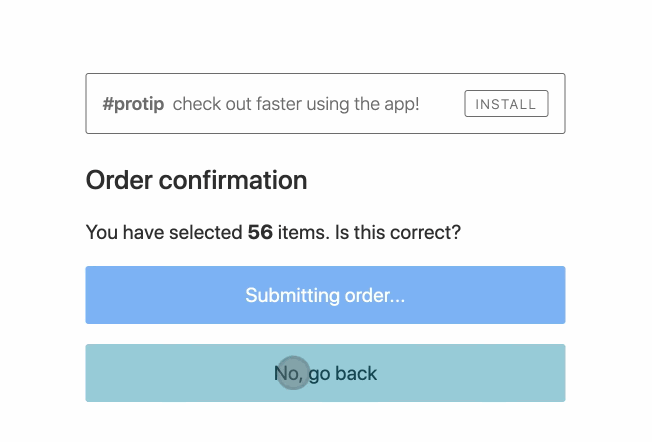 #protip check out faster using the app! INSTALL
Order confirmation
You have selected 56 items. Is this correct?
Submitting order...
No, go back